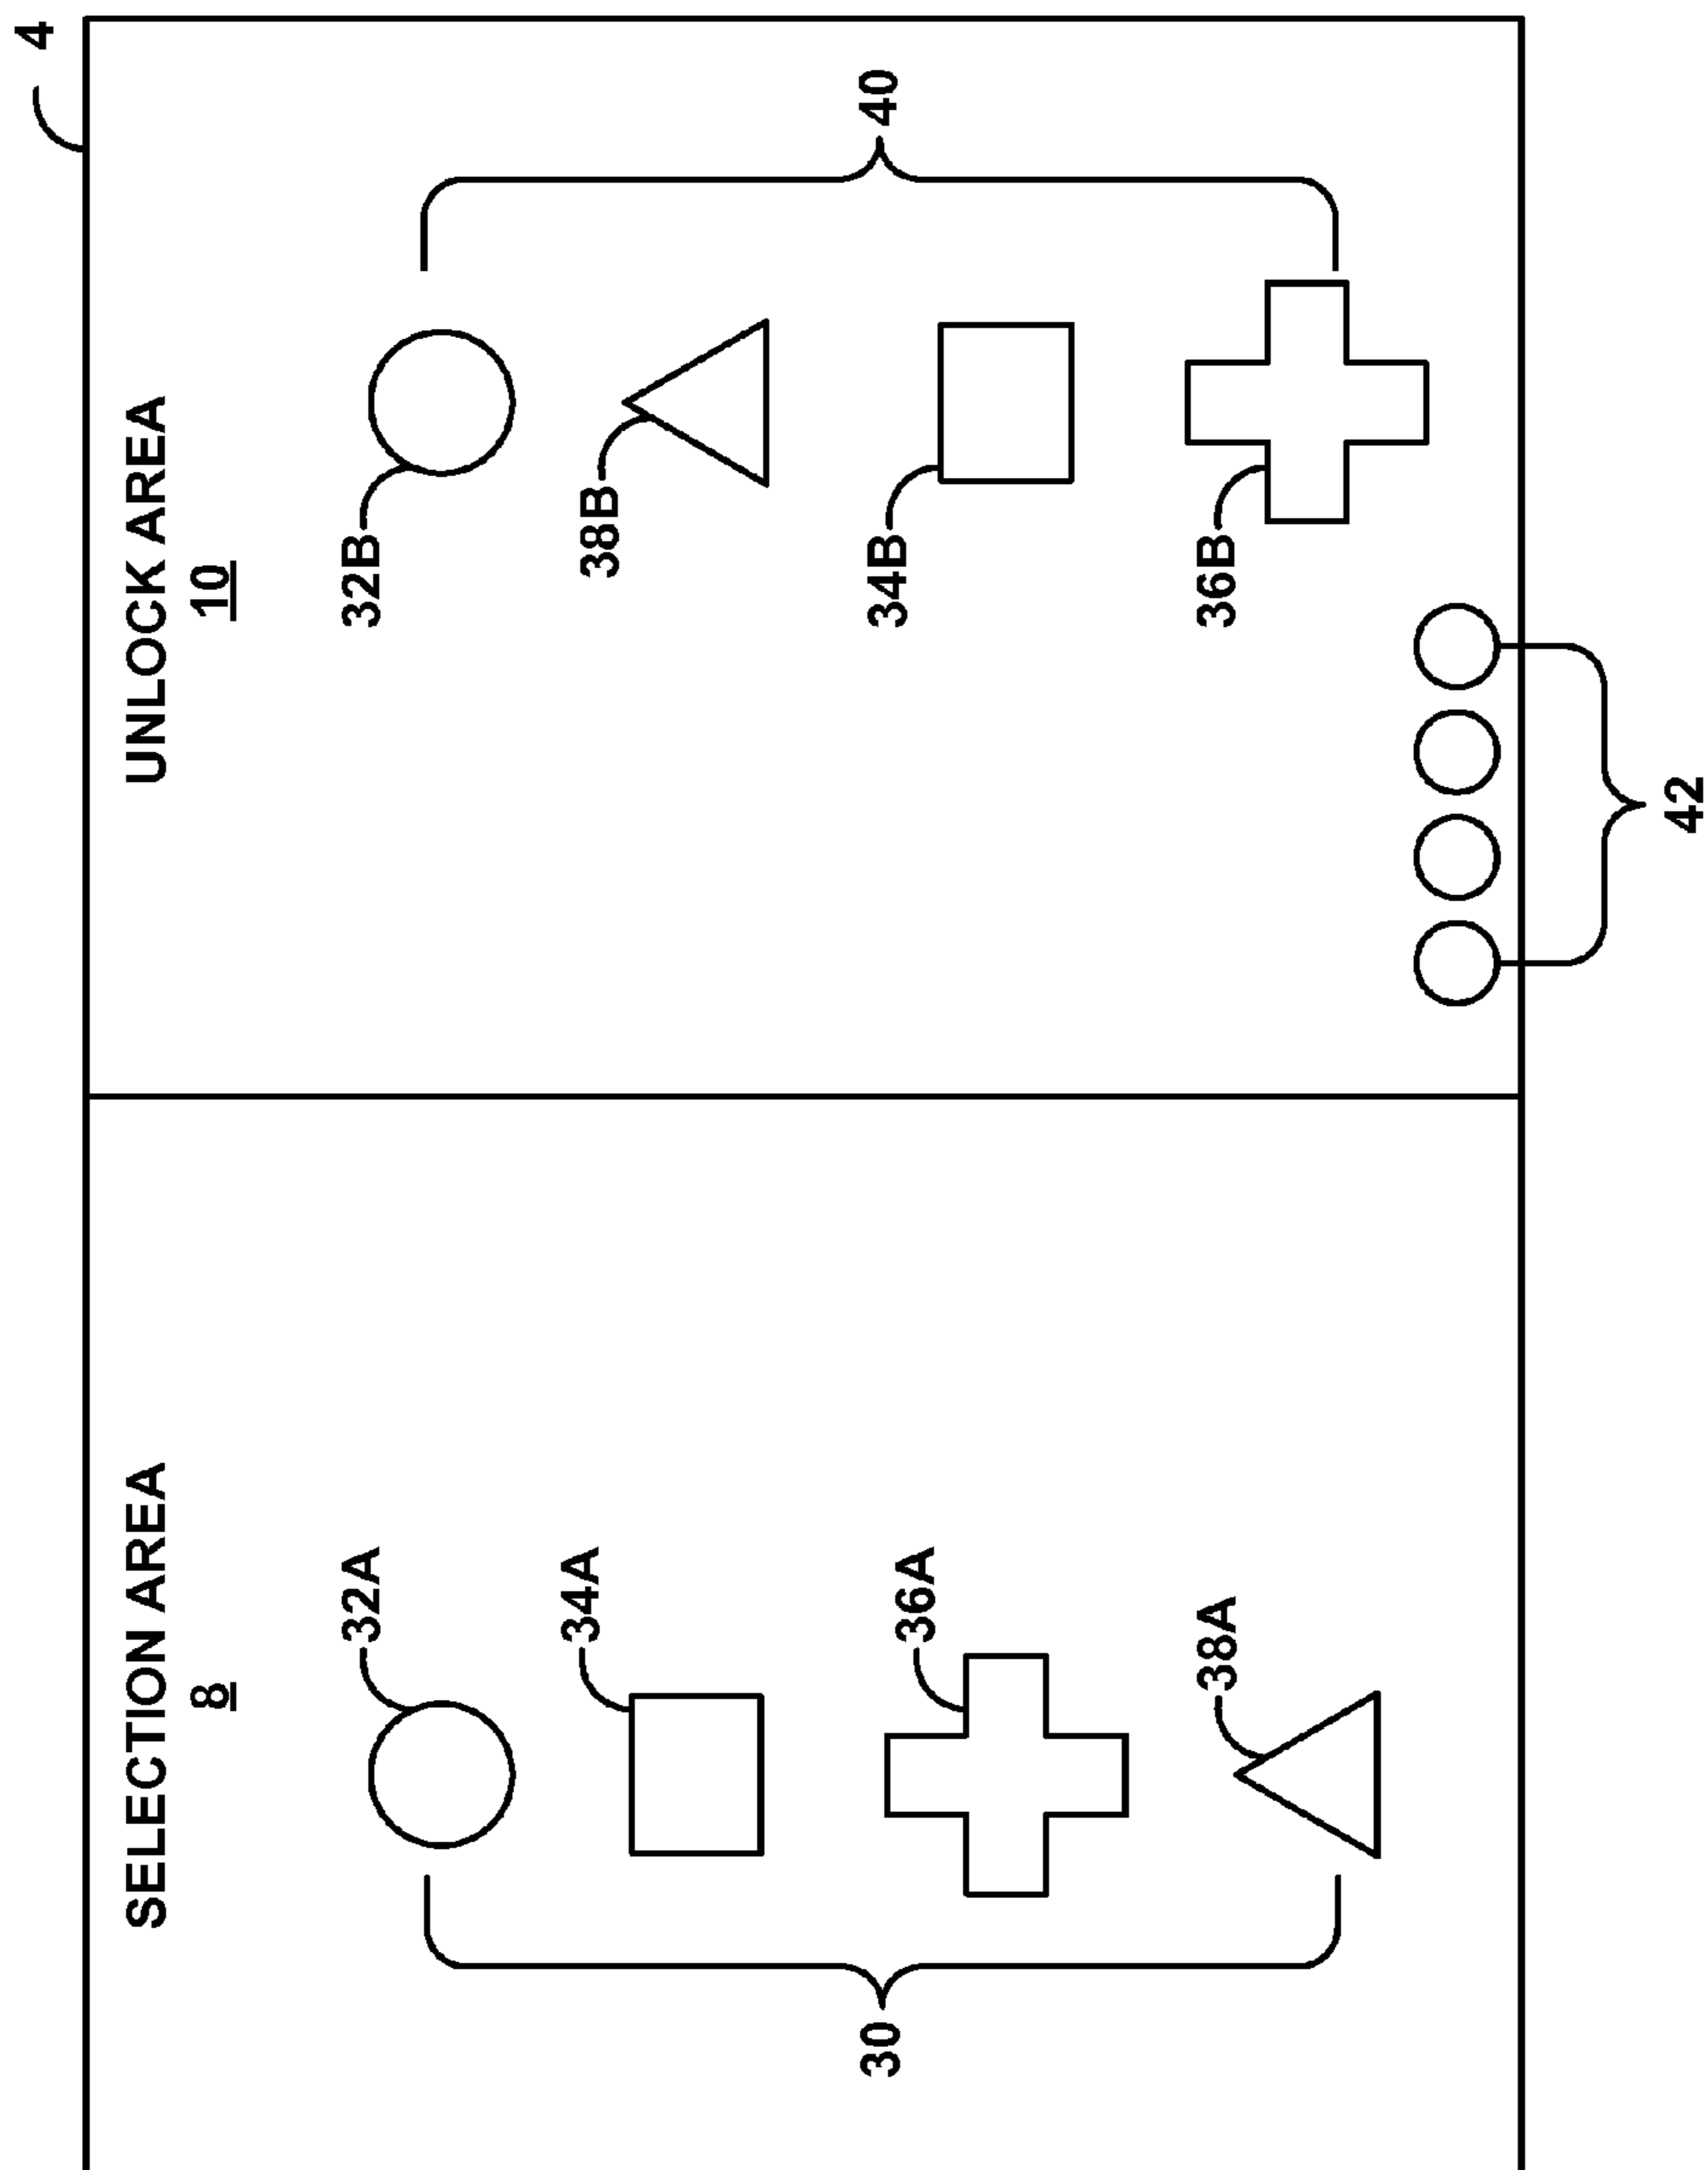 4
SELECTION AREA
8
UNLOCK AREA
10
32A
34A
36A
38A
30
32B
38B
34B
36B
40
42